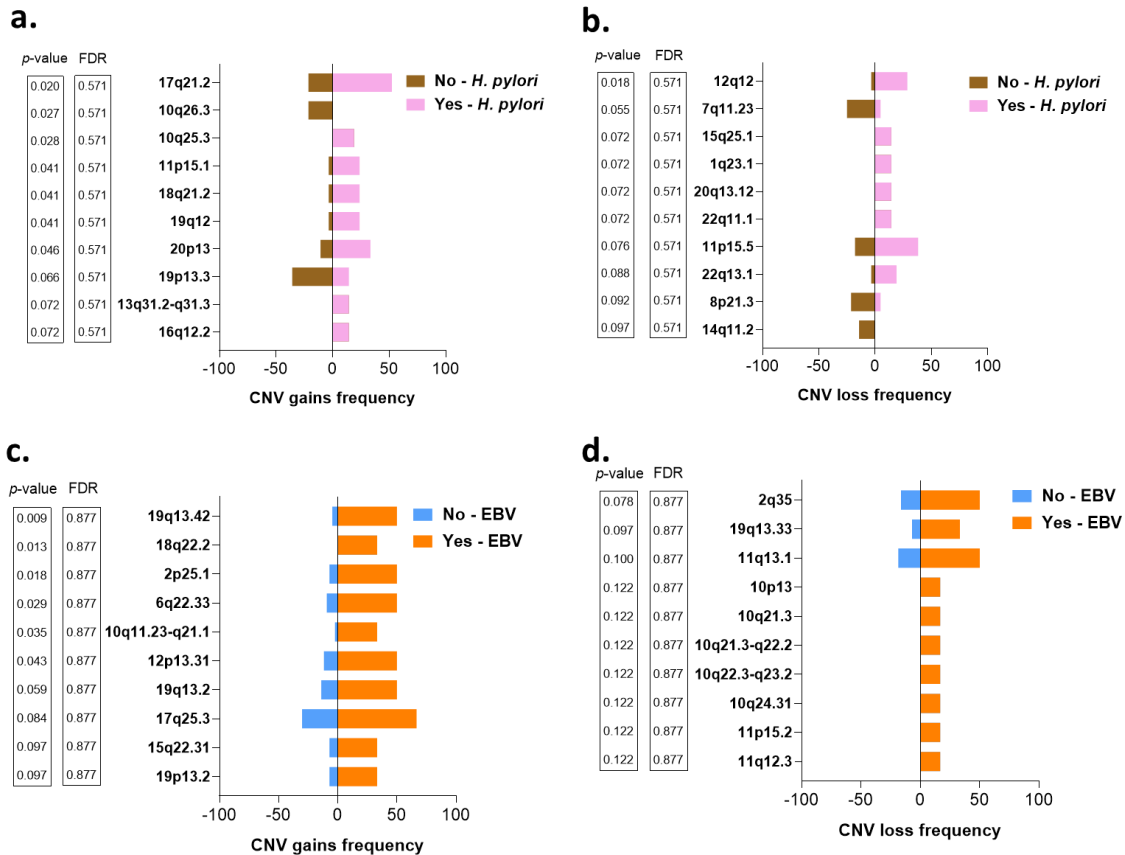 a.
p-value FDR
0.020 0.571 17q21.2
0.027 0.571 10q26.3
0.028 0.571 10q25.3
0.041 0.571 11p15.1
0.041 0.571 18q21.2
0.041 0.571 19q12
0.046 0.571 20p13
0.066 0.571 19p13.3
0.072 0.571 13q31.2-q31.3
0.072 0.571 16q12.2
No - H. pylori
Yes - H. pylori
-100 -50 0 50 100
CNV gains frequency
b.
p-value FDR
0.018 0.571 12q12
0.055 0.571 7q11.23
0.072 0.571 15q25.1
0.072 0.571 1q23.1
0.072 0.571 20q13.12
0.072 0.571 22q11.1
0.076 0.571 11p15.5
0.088 0.571 22q13.1
0.092 0.571 8p21.3
0.097 0.571 14q11.2
No - H. pylori
Yes - H. pylori
-100 -50 0 50 100
CNV loss frequency
c.
p-value FDR
0.009 0.877 19q13.42
0.013 0.877 18q22.2
0.018 0.877 2p25.1
0.029 0.877 6q22.33
0.035 0.877 10q11.23-q21.1
0.043 0.877 12p13.31
0.059 0.877 19q13.2
0.084 0.877 17q25.3
0.097 0.877 15q22.31
0.097 0.877 19p13.2
No - EBV
Yes - EBV
-100 -50 0 50 100
CNV gains frequency
d.
p-value FDR
0.078 0.877 2q35
0.097 0.877 19q13.33
0.100 0.877 11q13.1
0.122 0.877 10p13
0.122 0.877 10q21.3
0.122 0.877 10q21.3-q22.2
0.122 0.877 10q22.3-q23.2
0.122 0.877 10q24.31
0.122 0.877 11p15.2
0.122 0.877 11q12.3
No - EBV
Yes - EBV
-100 -50 0 50 100
CNV loss frequency